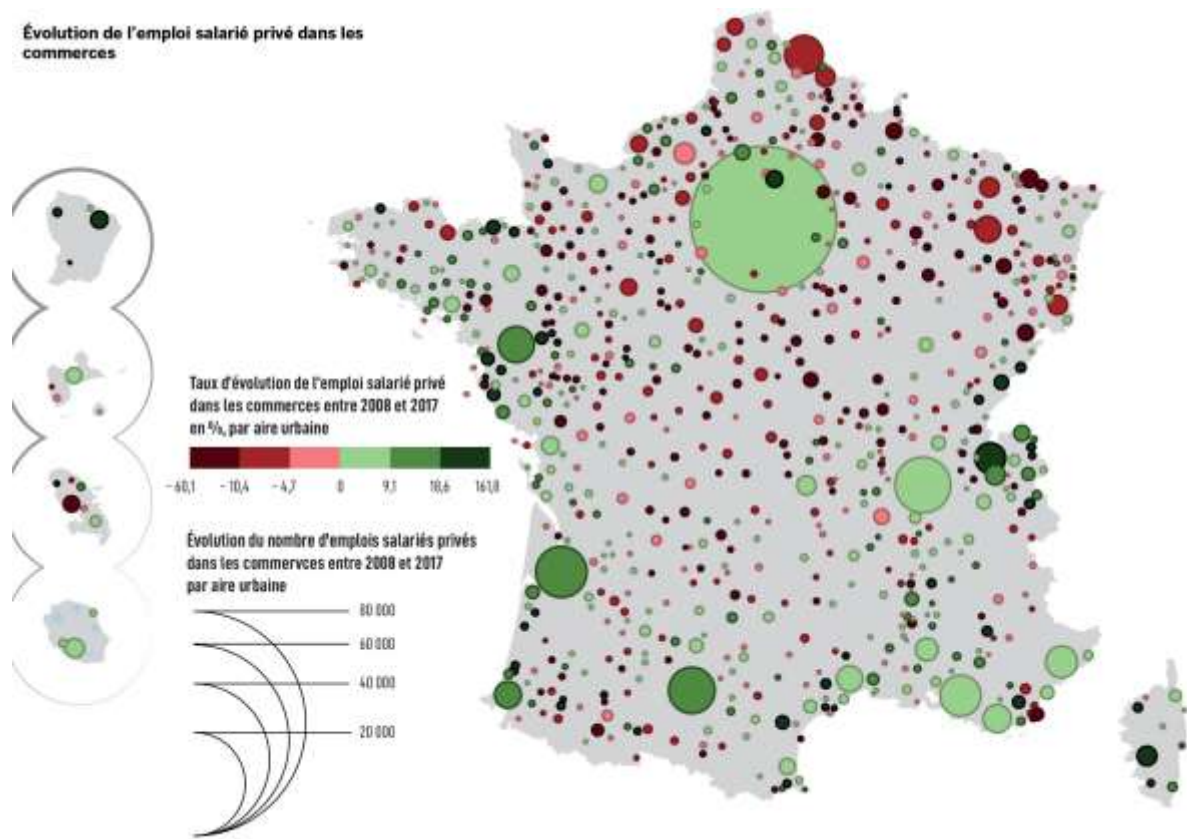 Évolution de l'emploi salarié privé dans les
commerces
Taux d'évolution de l'emploi salarié privé
dans les commerces entre 2008 et 2017
en %, par aire urbaine
−60,1 −10,4 −4,7 0 9,1 18,6 161,8
Évolution du nombre d'emplois salariés privés
dans les commervces entre 2008 et 2017
par aire urbaine
80 000
60 000
40 000
20 000